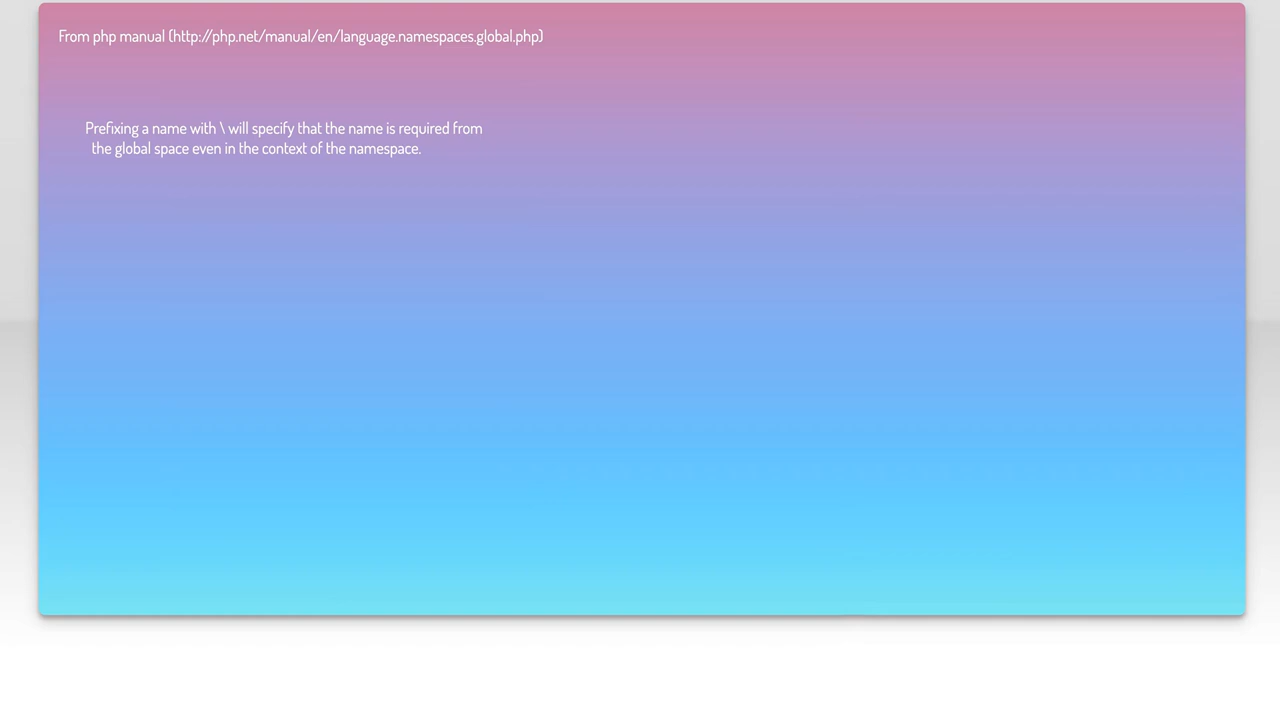 From php manual (http://php.net/manual/en/language.namespaces.global.php)
Prefixing a name with \ will specify that the name is required from
the global space even in the context of the namespace.